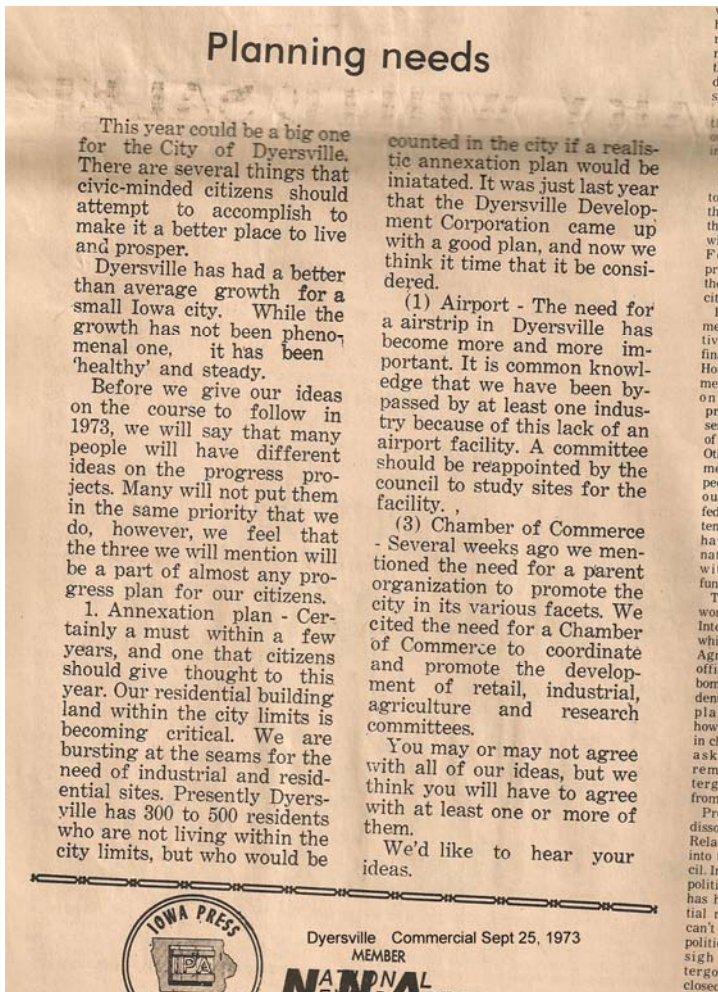 Planning needs
This year could be a big one
for the City of Dyersville.
There are several things that
civic-minded citizens should
attempt to accomplish to
make it a better place to live
and prosper.
Dyersville has had a better
than average growth for a
small Iowa city. While the
growth has not been pheno-
menal one, it has been
'healthy' and steady.
Before we give our ideas
on the course to follow in
1973, we will say that many
people will have different
ideas on the progress pro-
jects. Many will not put them
in the same priority that we
do, however, we feel that
the three we will mention will
be a part of almost any pro-
gress plan for our citizens.
1. Annexation plan - Cer-
tainly a must within a few
years, and one that citizens
should give thought to this
year. Our residential building
land within the city limits is
becoming critical. We are
bursting at the seams for the
need of industrial and resid-
ential sites. Presently Dyers-
ville has 300 to 500 residents
who are not living within the
city limits, but who would be
counted in the city if a realis-
tic annexation plan would be
iniatated. It was just last year
that the Dyersville Develop-
ment Corporation came up
with a good plan, and now we
think it time that it be consi-
dered.
(1) Airport - The need for
a airstrip in Dyersville has
become more and more im-
portant. It is common knowl-
edge that we have been by-
passed by at least one indus-
try because of this lack of an
airport facility. A committee
should be reappointed by the
council to study sites for the
facility. ,
(3) Chamber of Commerce
- Several weeks ago we men-
tioned the need for a parent
organization to promote the
city in its various facets. We
cited the need for a Chamber
of Commerce to coordinate
and promote the develop-
ment of retail, industrial,
agriculture and research
committees.
You may or may not agree
with all of our ideas, but we
think you will have to agree
with at least one or more of
them.
We'd like to hear your
ideas.
IOWA PRESS
IPA
Dyersville Commercial Sept 25, 1973
MEMBER
NATIONAL